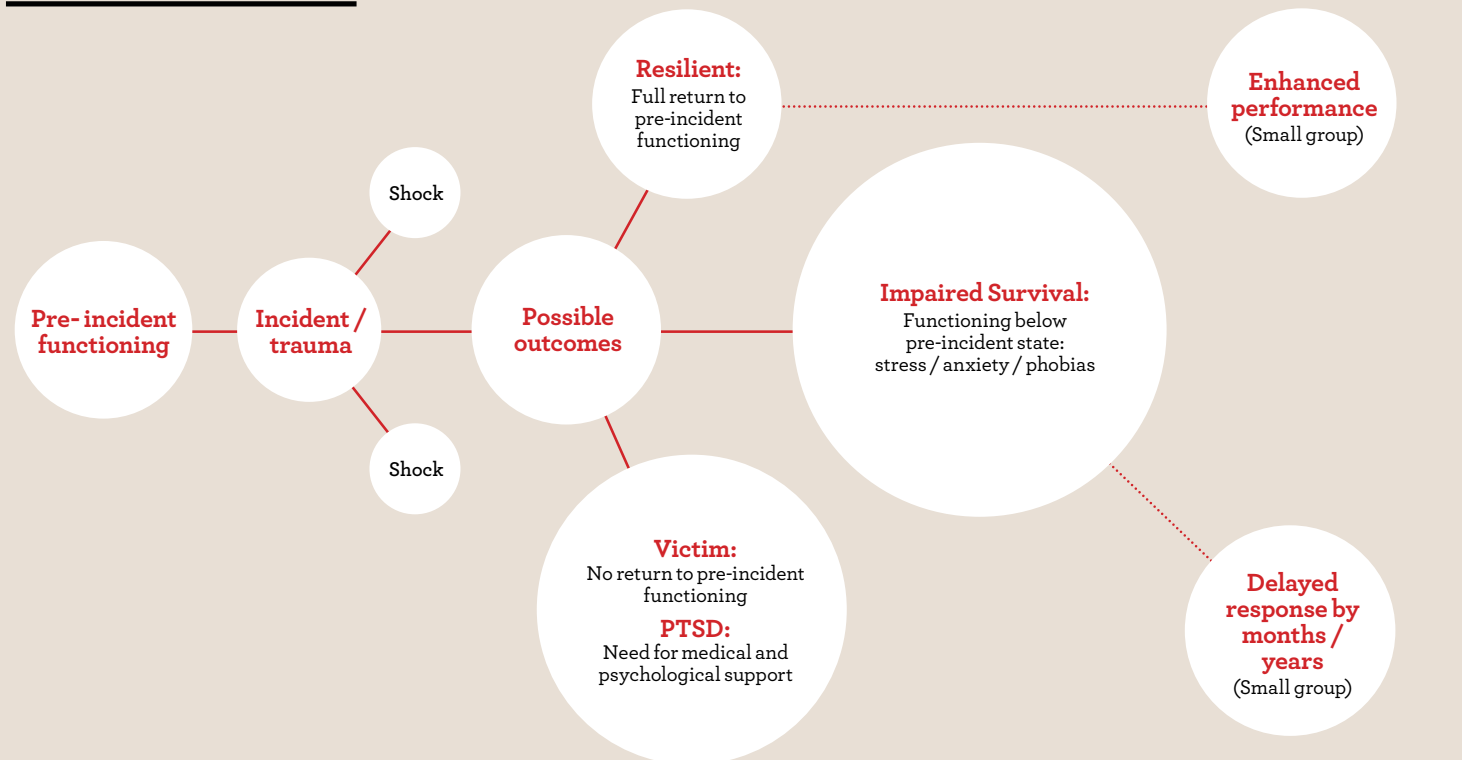 Pre- incident
functioning
Incident /
trauma
Shock
Shock
Possible
outcomes
Resilient:
Full return to
pre-incident
functioning
Enhanced
performance
(Small group)
Impaired Survival:
Functioning below
pre-incident state:
stress / anxiety / phobias
Victim:
No return to pre-incident
functioning
PTSD:
Need for medical and
psychological support
Delayed
response by
months /
years
(Small group)